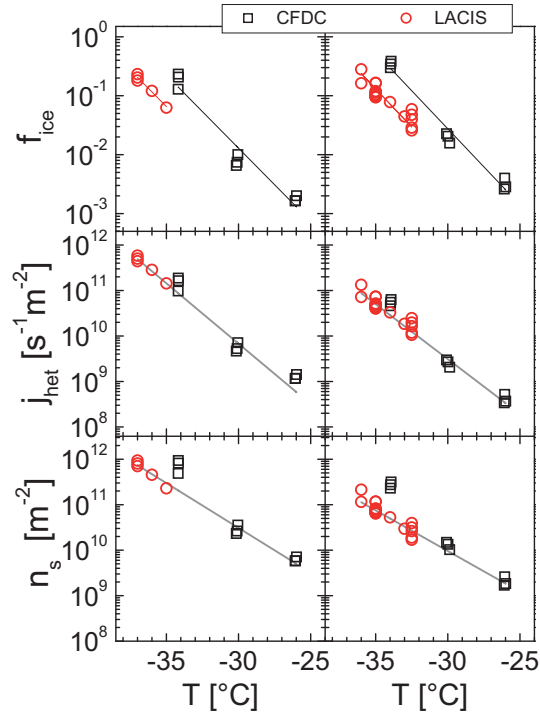 CFDC LACIS
f_ice
10^0
10^-1
10^-2
10^-3
j_het [s^-1 m^-2]
10^12
10^11
10^10
10^9
10^8
n_s [m^-2]
10^12
10^11
10^10
10^9
10^8
-35 -30 -25 -35 -30 -25
T [°C] T [°C]